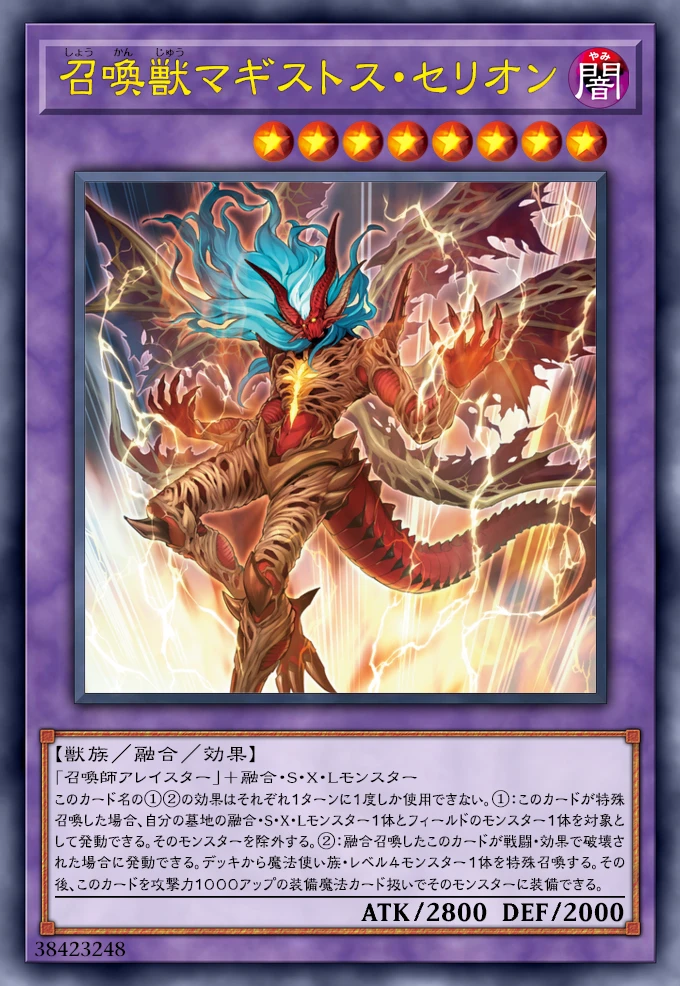 しょう かん じゅう
召喚獣マギストス・セリオン
やみ
闇
【獣族／融合／効果】
「召喚師アレイスター」＋融合・S・X・Lモンスター
このカード名の①②の効果はそれぞれ1ターンに1度しか使用できない。①：このカードが特殊
召喚した場合、自分の墓地の融合・S・X・Lモンスター1体とフィールドのモンスター1体を対象と
して発動できる。そのモンスターを除外する。②：融合召喚したこのカードが戦闘・効果で破壊さ
れた場合に発動できる。デッキから魔法使い族・レベル4モンスター1体を特殊召喚する。その
後、このカードを攻撃力1000アップの装備魔法カード扱いでそのモンスターに装備できる。
ATK/2800 DEF/2000
38423248